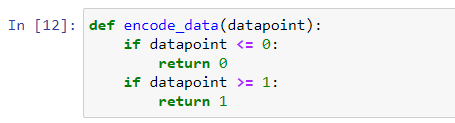 In [12]: def encode_data(datapoint):
    if datapoint <= 0:
        return 0
    if datapoint >= 1:
        return 1